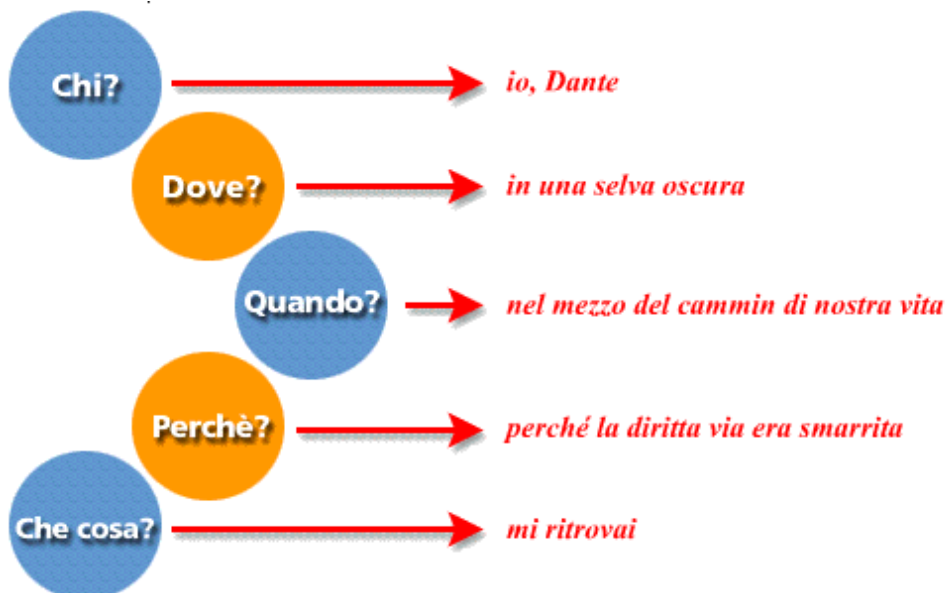 Chi?
io, Dante
Dove?
in una selva oscura
Quando?
nel mezzo del cammin di nostra vita
Perchè?
perché la diritta via era smarrita
Che cosa?
mi ritrovai